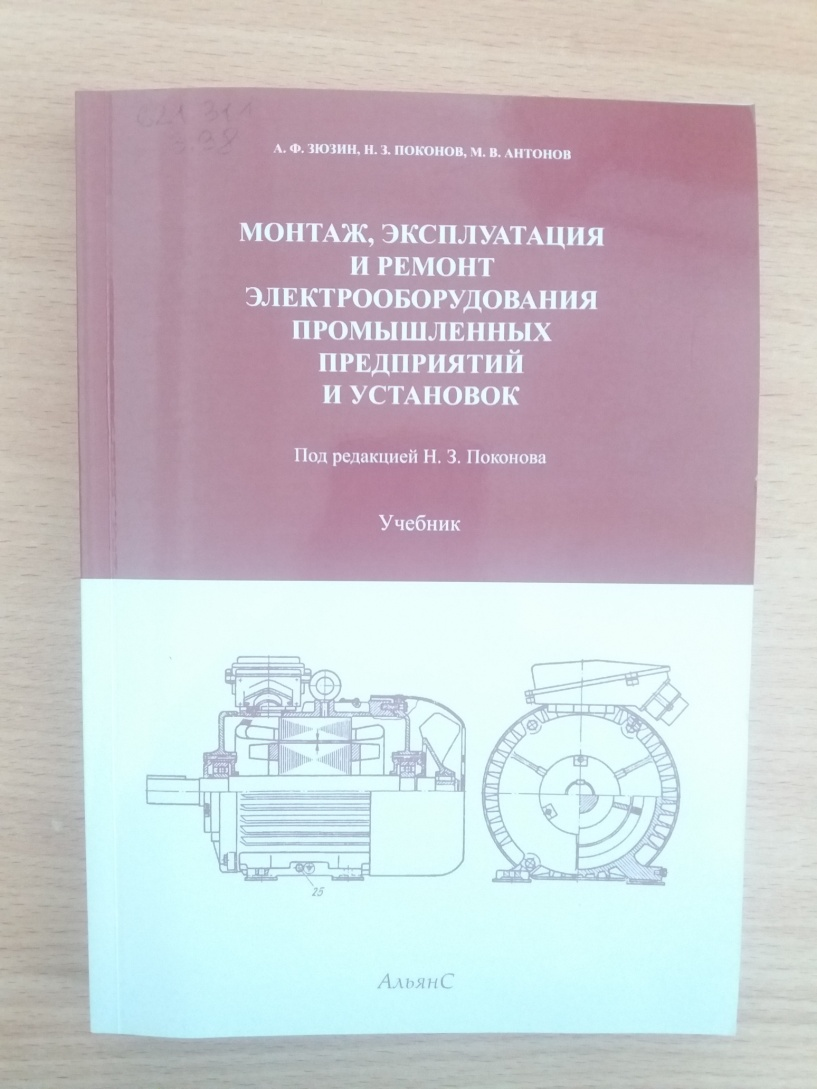 А. Ф. ЗЮЗИН, Н. З. ПОКОНОВ, М. В. АНТОНОВ
МОНТАЖ, ЭКСПЛУАТАЦИЯ
И РЕМОНТ
ЭЛЕКТРООБОРУДОВАНИЯ
ПРОМЫШЛЕННЫХ
ПРЕДПРИЯТИЙ
И УСТАНОВОК
Под редакцией Н. З. Поконова
Учебник
25
АльянС